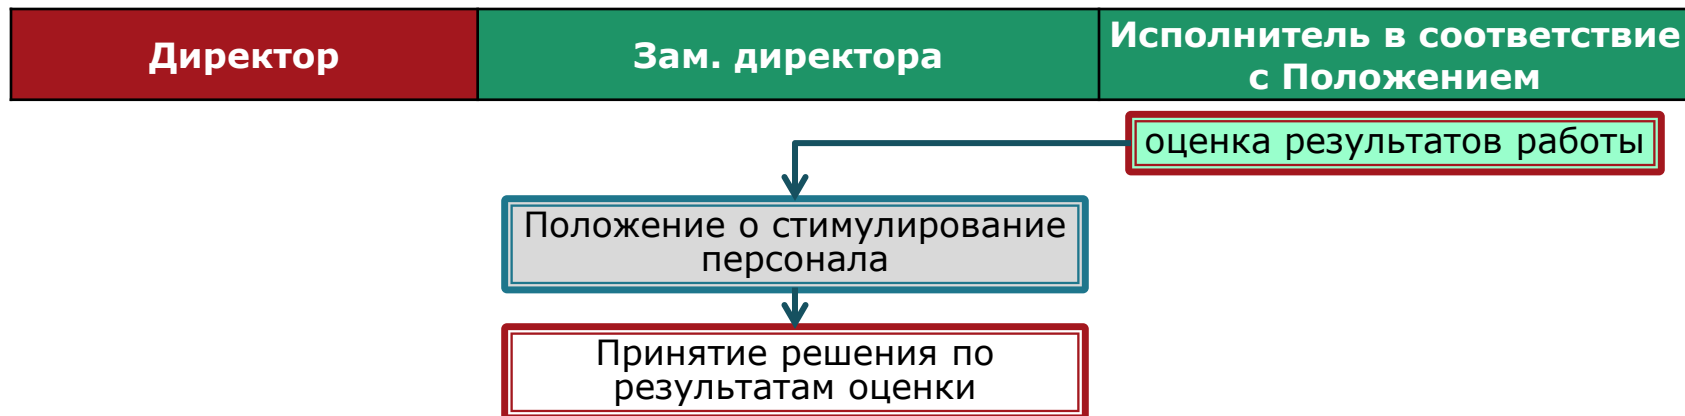 Директор
Зам. директора
Исполнитель в соответствие
с Положением
оценка результатов работы
Положение о стимулирование
персонала
Принятие решения по
результатам оценки